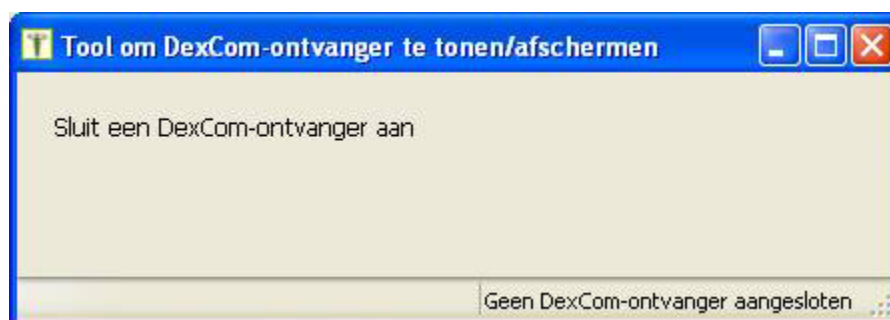 Tool om DexCom-ontvanger te tonen/afschermen
Sluit een DexCom-ontvanger aan
Geen DexCom-ontvanger aangesloten